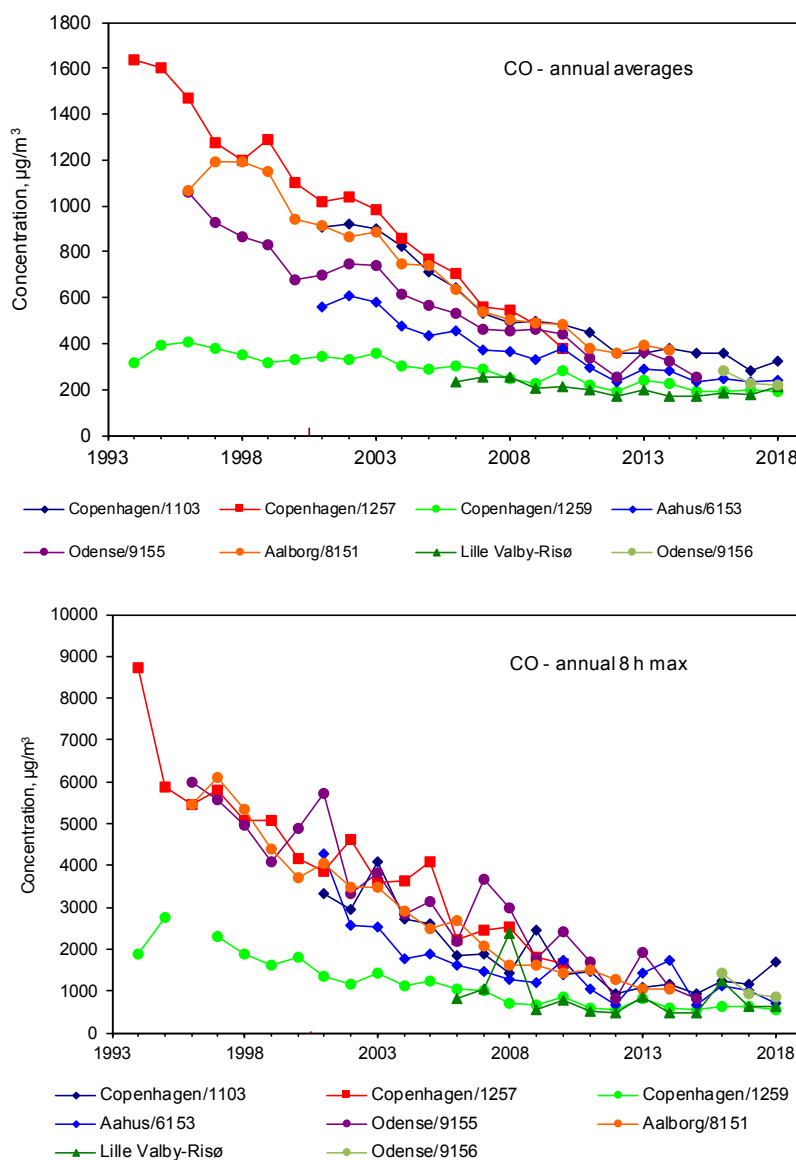 CO - annual averages
Concentration, µg/m³
1800
1600
1400
1200
1000
800
600
400
200
0
1993 1998 2003 2008 2013 2018
Copenhagen/1103 Copenhagen/1257 Copenhagen/1259 Aahus/6153
Odense/9155 Aalborg/8151 Lille Valby-Risø Odense/9156
CO - annual 8 h max
Concentration, µg/m³
10000
9000
8000
7000
6000
5000
4000
3000
2000
1000
0
1993 1998 2003 2008 2013 2018
Copenhagen/1103 Copenhagen/1257 Copenhagen/1259
Aahus/6153 Odense/9155 Aalborg/8151
Lille Valby-Risø Odense/9156